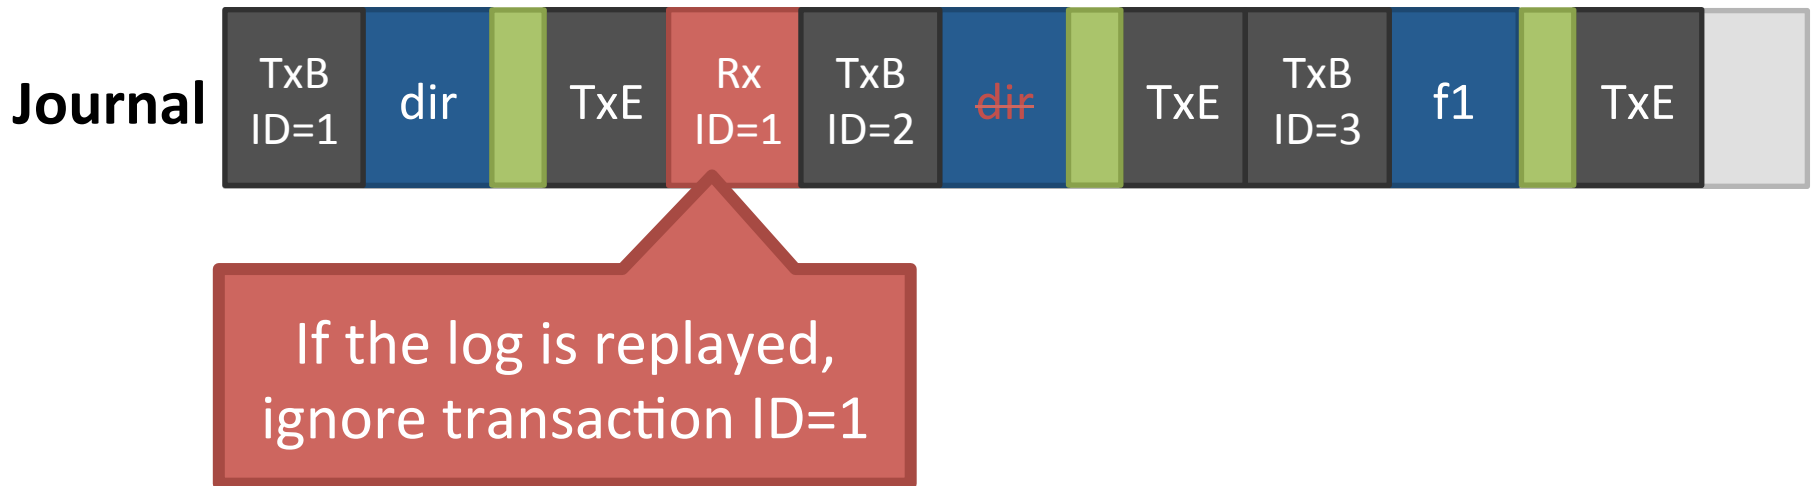 Journal
TxB
ID=1
dir
TxE
Rx
ID=1
TxB
ID=2
dir
TxE
TxB
ID=3
f1
TxE
If the log is replayed,
ignore transaction ID=1